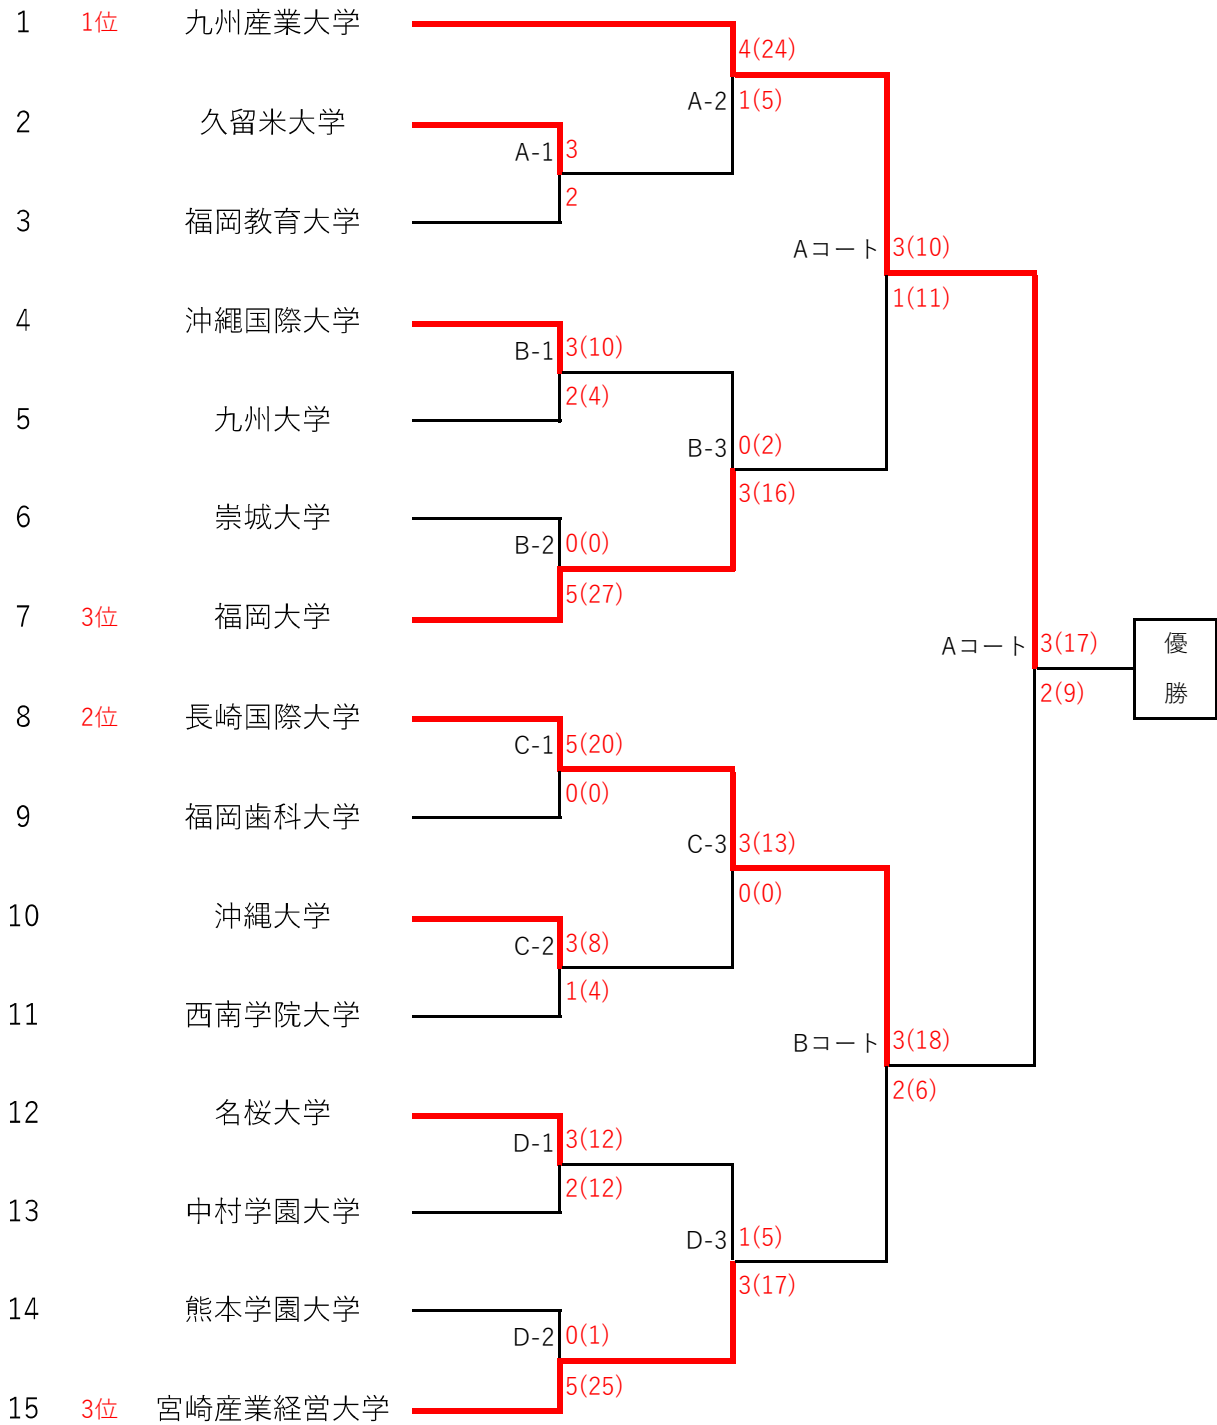 1 1位 九州産業大学
4(24)
A-2 1(5)
2 久留米大学
A-1 3
2
3 福岡教育大学
Aコート 3(10)
1(11)
4 沖縄国際大学
B-1 3(10)
2(4)
5 九州大学
B-3 0(2)
3(16)
6 崇城大学
B-2 0(0)
5(27)
7 3位 福岡大学
Aコート 3(17)
2(9)
優
勝
8 2位 長崎国際大学
C-1 5(20)
0(0)
9 福岡歯科大学
C-3 3(13)
0(0)
10 沖縄大学
C-2 3(8)
1(4)
11 西南学院大学
Bコート 3(18)
2(6)
12 名桜大学
D-1 3(12)
2(12)
13 中村学園大学
D-3 1(5)
3(17)
14 熊本学園大学
D-2 0(1)
5(25)
15 3位 宮崎産業経営大学